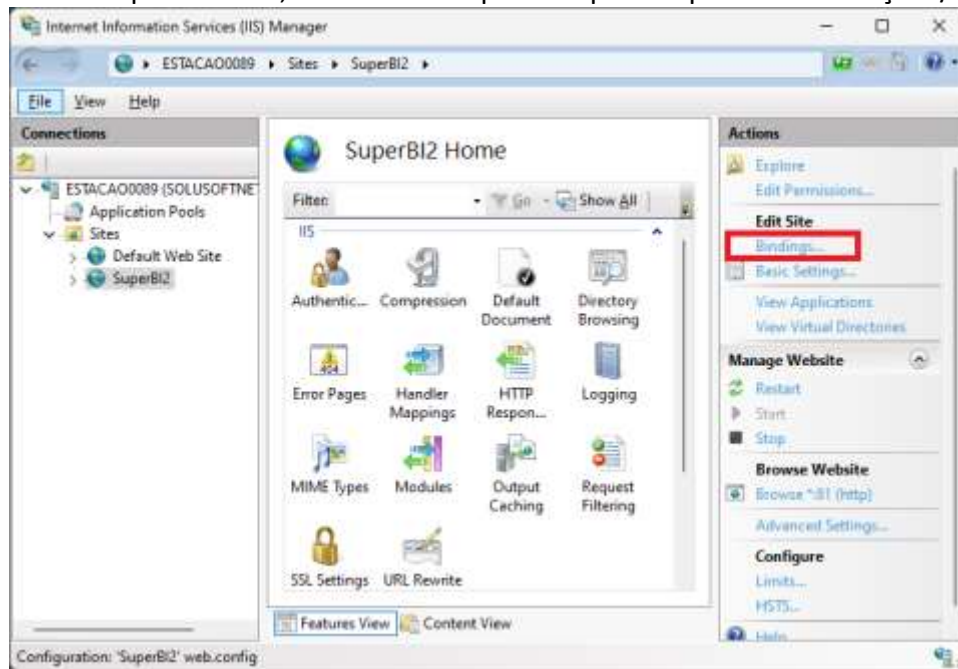 Internet Information Services (IIS) Manager
ESTACAO0089 Sites SuperBI2
File View Help
Connections
ESTACAO0089 (SOLUSOFTNE
Application Pools
Sites
Default Web Site
SuperBI2
SuperBI2 Home
Filter: Go Show All
IIS
Authentic... Compression Default Document Directory Browsing
Error Pages Handler Mappings HTTP Respon... Logging
MIME Types Modules Output Caching Request Filtering
SSL Settings URL Rewrite
Features View Content View
Actions
Explore
Edit Permissions...
Edit Site
Bindings...
Basic Settings...
View Applications
View Virtual Directories
Manage Website
Restart
Start
Stop
Browse Website
Browse *:81 (http)
Advanced Settings...
Configure
Limits...
HSTS...
Help
Configuration: 'SuperBI2' web.config